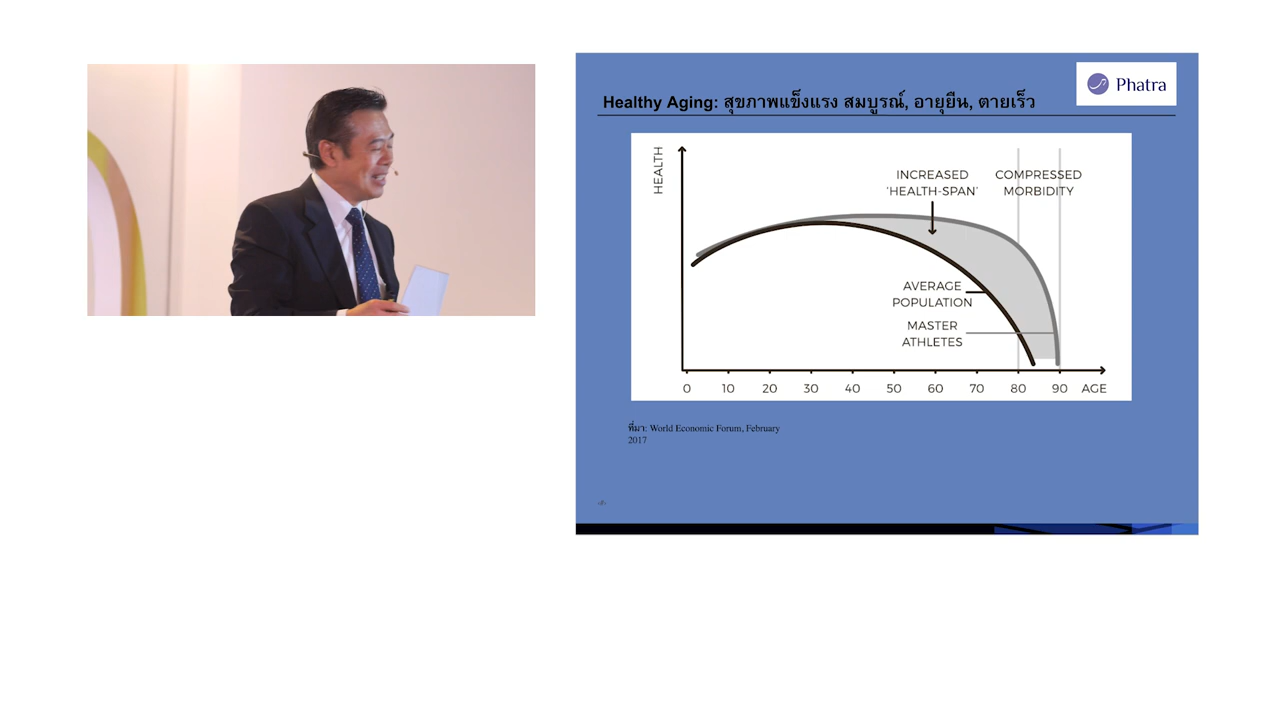 Phatra
Healthy Aging: สุขภาพแข็งแรง สมบูรณ์, อายุยืน, ตายเร็ว
HEALTH
INCREASED
'HEALTH-SPAN'
COMPRESSED
MORBIDITY
AVERAGE
POPULATION
MASTER
ATHLETES
0 10 20 30 40 50 60 70 80 90 AGE
ที่มา: World Economic Forum, February
2017